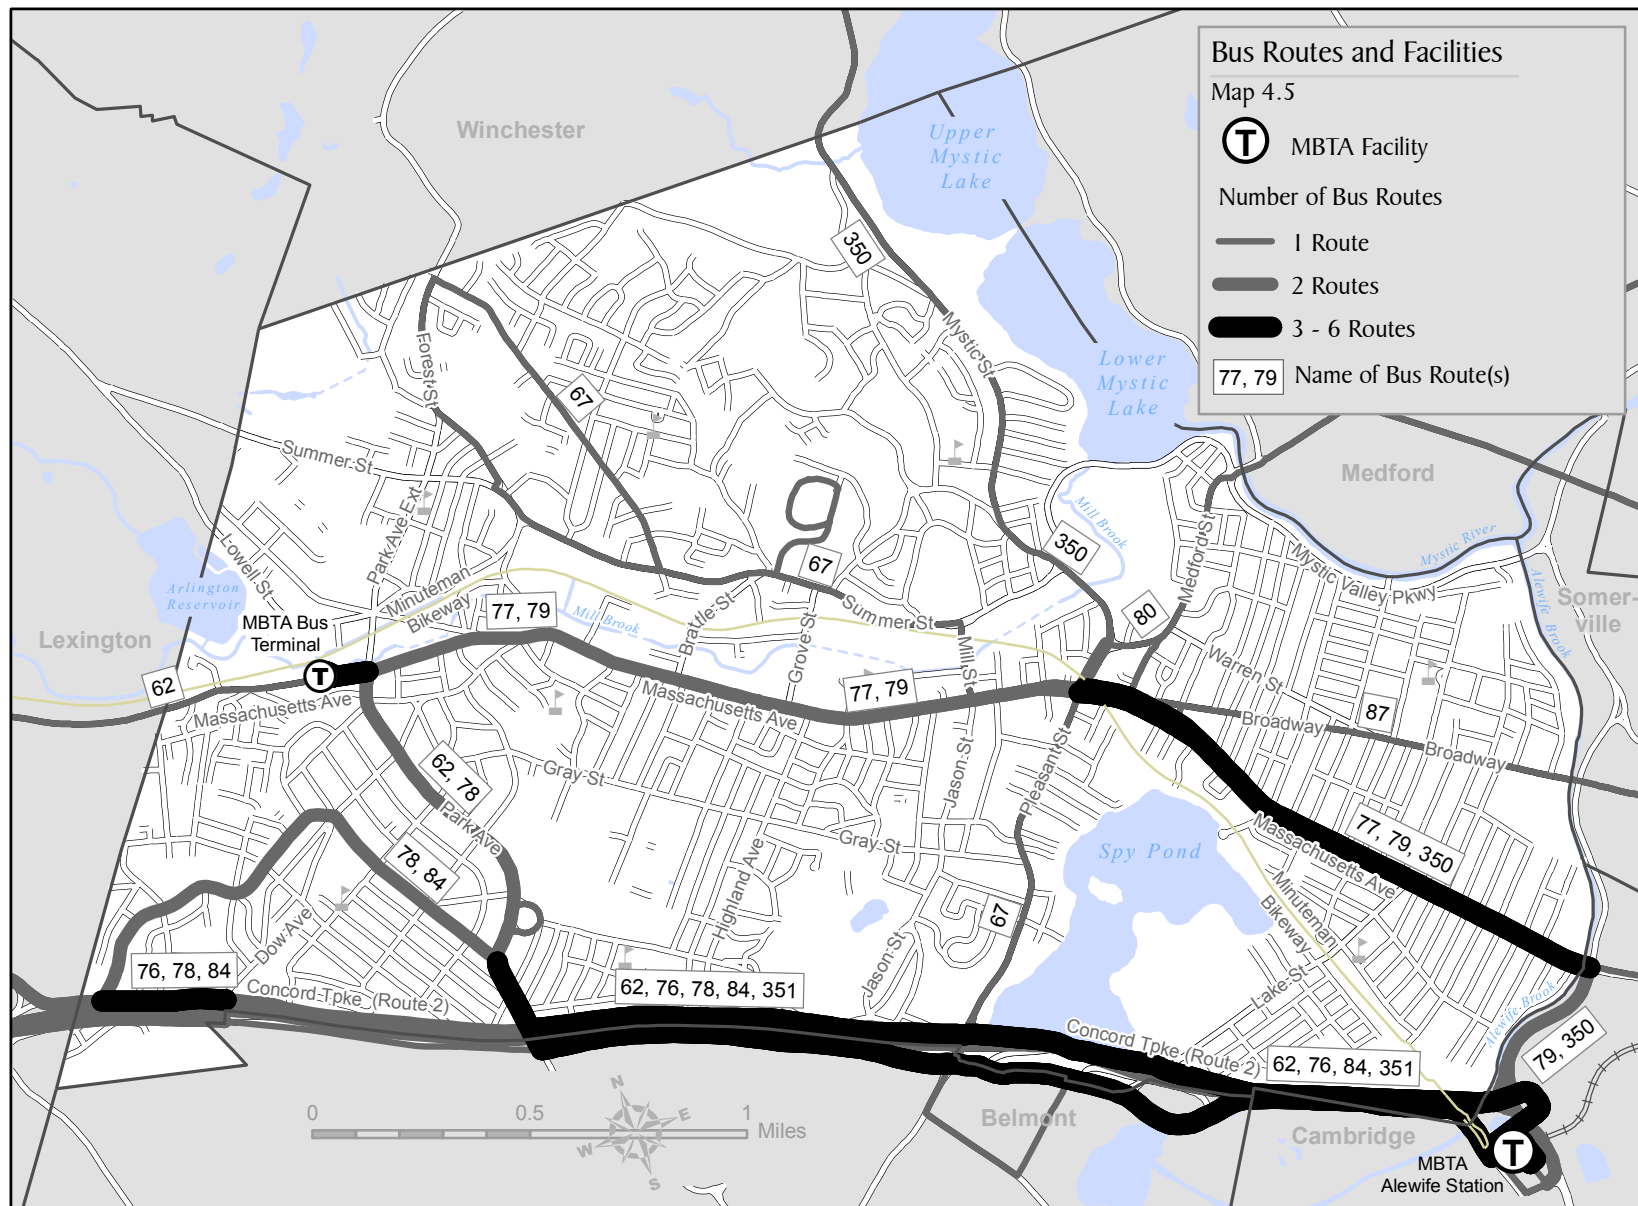 Bus Routes and Facilities
Map 4.5
T
MBTA Facility
Number of Bus Routes
1 Route
2 Routes
3 - 6 Routes
77, 79
Name of Bus Route(s)
Winchester
Upper
Mystic
Lake
350
Mystic St
Lower
Mystic
Lake
Forest St
67
Medford
Summer St
Park Ave Ext
Lowell St
Mill Brook
350
Medford St
Mystic River
Mystic Valley Pkwy
Alewife Brook
Somer-
ville
Arlington
Reservoir
Minuteman
Bikeway
67
77, 79
Mill Brook
Brattle St
Grove St
Summer St
80
Lexington
MBTA Bus
Terminal
T
62
Massachusetts Ave
Mill St
Warren St
77, 79
Massachusetts Ave
87
Broadway
Broadway
62, 78
Park Ave
Gray St
Jason St
Pleasant St
77, 79, 350
Massachusetts Ave
Gray St
Spy Pond
78, 84
Highland Ave
Minuteman
Bikeway
67
Dow Ave
Jason St
76, 78, 84
Concord Tpke (Route 2)
62, 76, 78, 84, 351
Lake St
Alewife Brook
79, 350
Concord Tpke (Route 2)
62, 76, 84, 351
0
0.5
1
Miles
N
E
W
S
Belmont
Cambridge
T
MBTA
Alewife Station